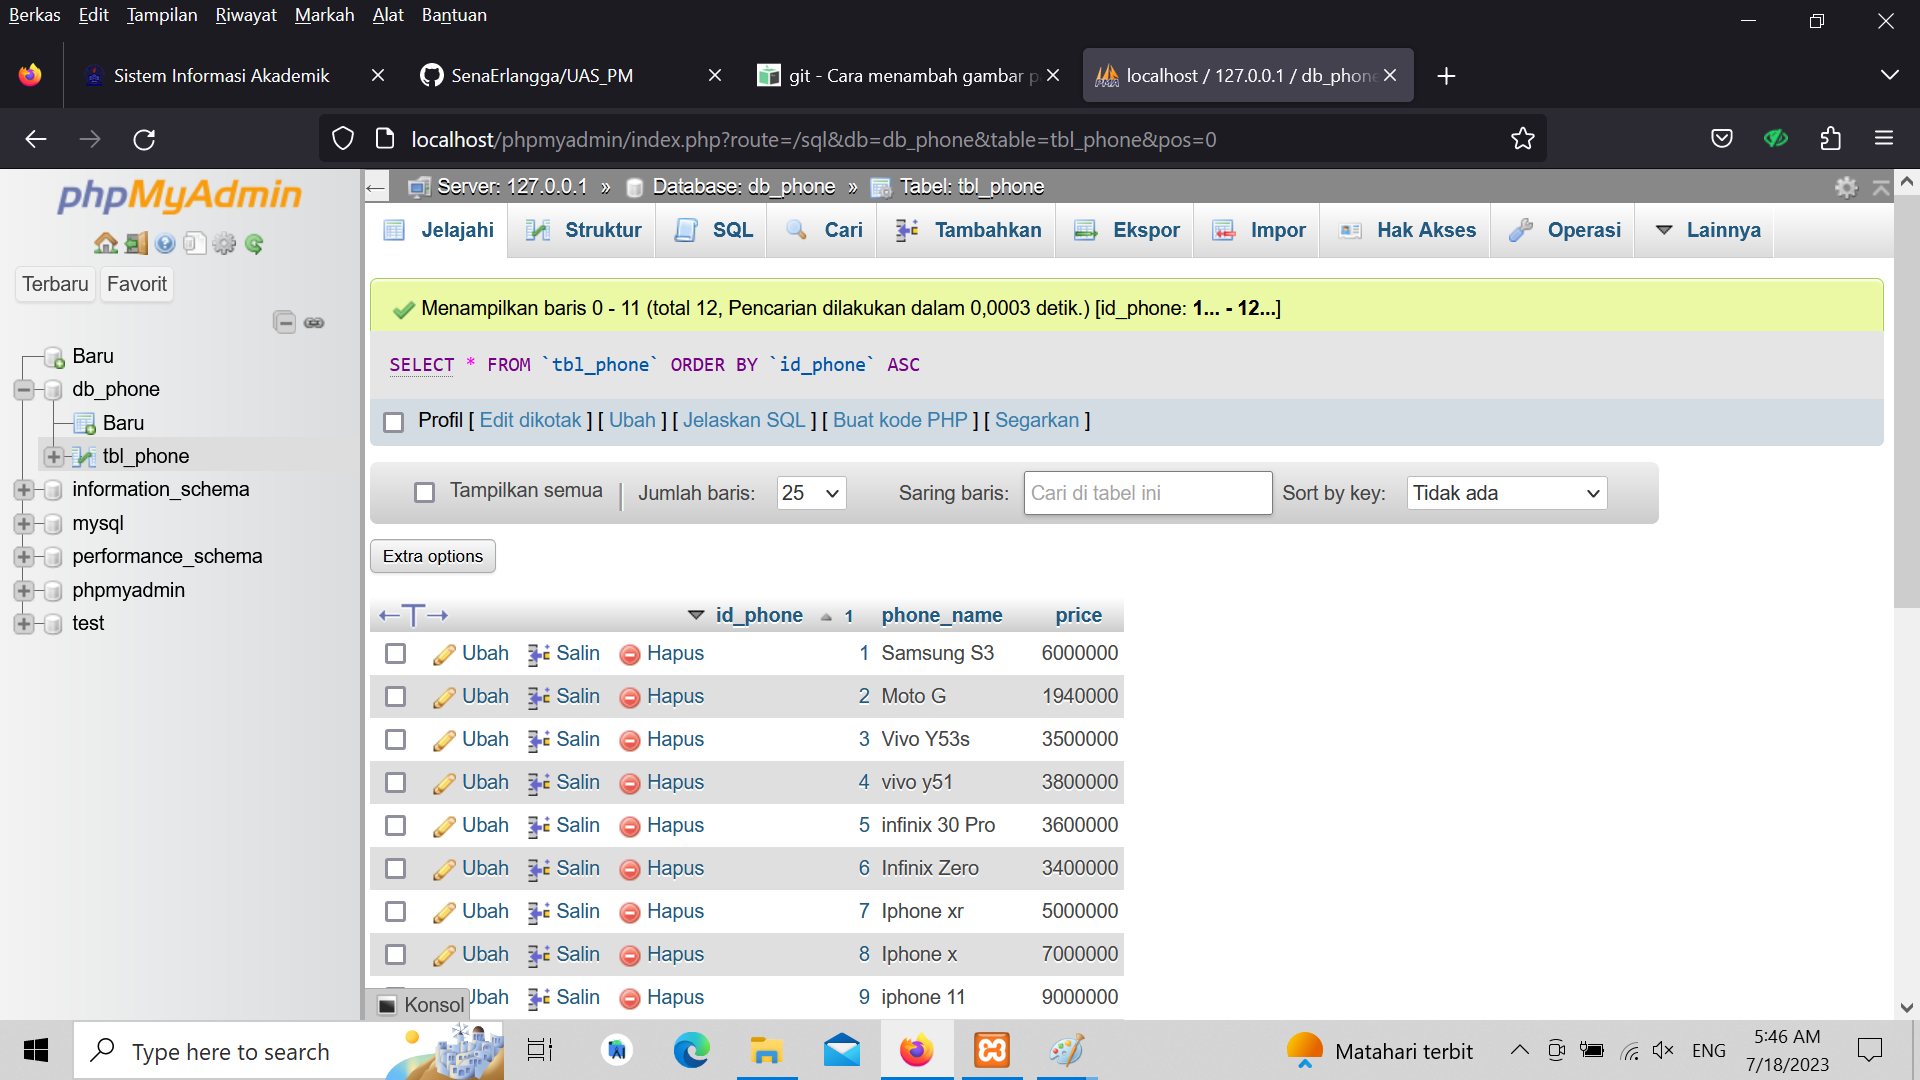 Berkas Edit Tampilan Riwayat Markah Alat Bantuan
Sistem Informasi Akademik
SenaErlangga/UAS_PM
git - Cara menambah gambar p
localhost / 127.0.0.1 / db_phone
localhost/phpmyadmin/index.php?route=/sql&db=db_phone&table=tbl_phone&pos=0
phpMyAdmin
Terbaru Favorit
Baru
db_phone
Baru
tbl_phone
information_schema
mysql
performance_schema
phpmyadmin
test
Server: 127.0.0.1 » Database: db_phone » Tabel: tbl_phone
Jelajahi Struktur SQL Cari Tambahkan Ekspor Impor Hak Akses Operasi Lainnya
Menampilkan baris 0 - 11 (total 12, Pencarian dilakukan dalam 0,0003 detik.) [id_phone: 1... - 12...]
SELECT * FROM `tbl_phone` ORDER BY `id_phone` ASC
Profil [ Edit dikotak ] [ Ubah ] [ Jelaskan SQL ] [ Buat kode PHP ] [ Segarkan ]
Tampilkan semua Jumlah baris: 25 Saring baris: Cari di tabel ini Sort by key: Tidak ada
Extra options
id_phone 1 phone_name price
Ubah Salin Hapus 1 Samsung S3 6000000
Ubah Salin Hapus 2 Moto G 1940000
Ubah Salin Hapus 3 Vivo Y53s 3500000
Ubah Salin Hapus 4 vivo y51 3800000
Ubah Salin Hapus 5 infinix 30 Pro 3600000
Ubah Salin Hapus 6 Infinix Zero 3400000
Ubah Salin Hapus 7 Iphone xr 5000000
Ubah Salin Hapus 8 Iphone x 7000000
Ubah Salin Hapus 9 iphone 11 9000000
Konsol
Type here to search
Matahari terbit
ENG
5:46 AM
7/18/2023